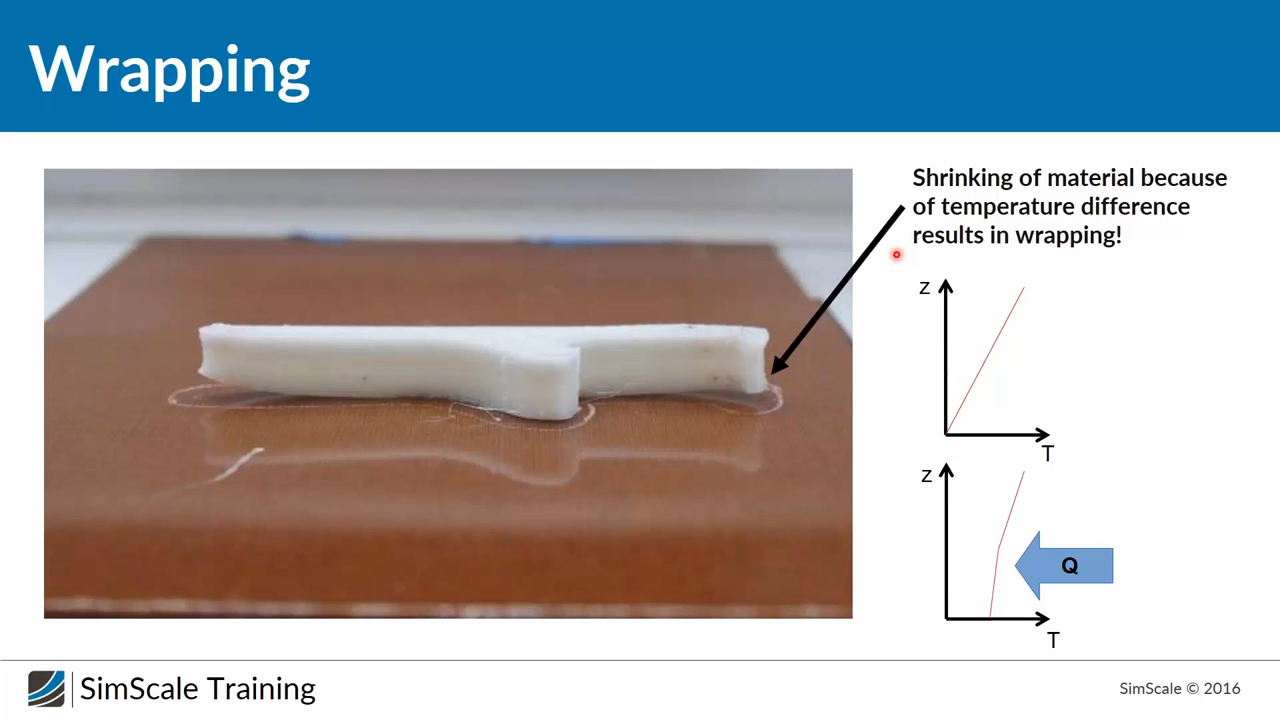 Wrapping
Shrinking of material because
of temperature difference
results in wrapping!
z
T
z
Q
T
SimScale Training
SimScale © 2016